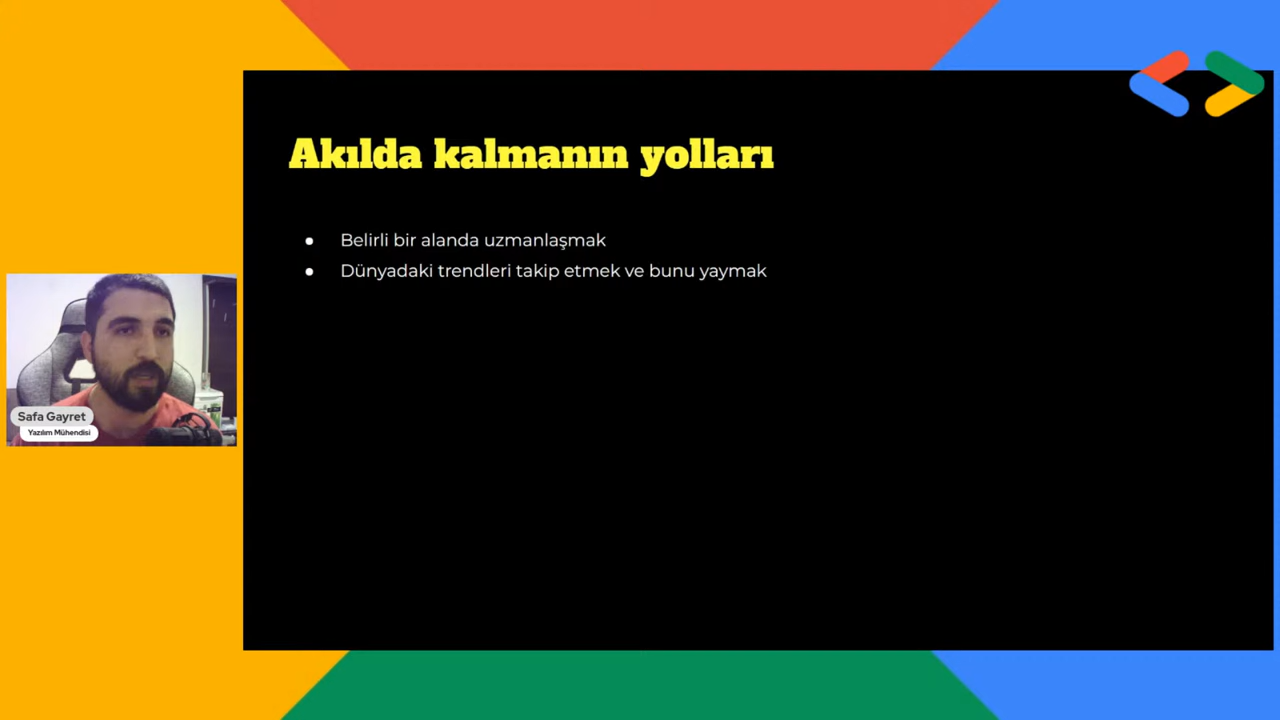 Akılda kalmanın yolları
● Belirli bir alanda uzmanlaşmak
● Dünyadaki trendleri takip etmek ve bunu yaymak
Safa Gayret
Yazılım Mühendisi